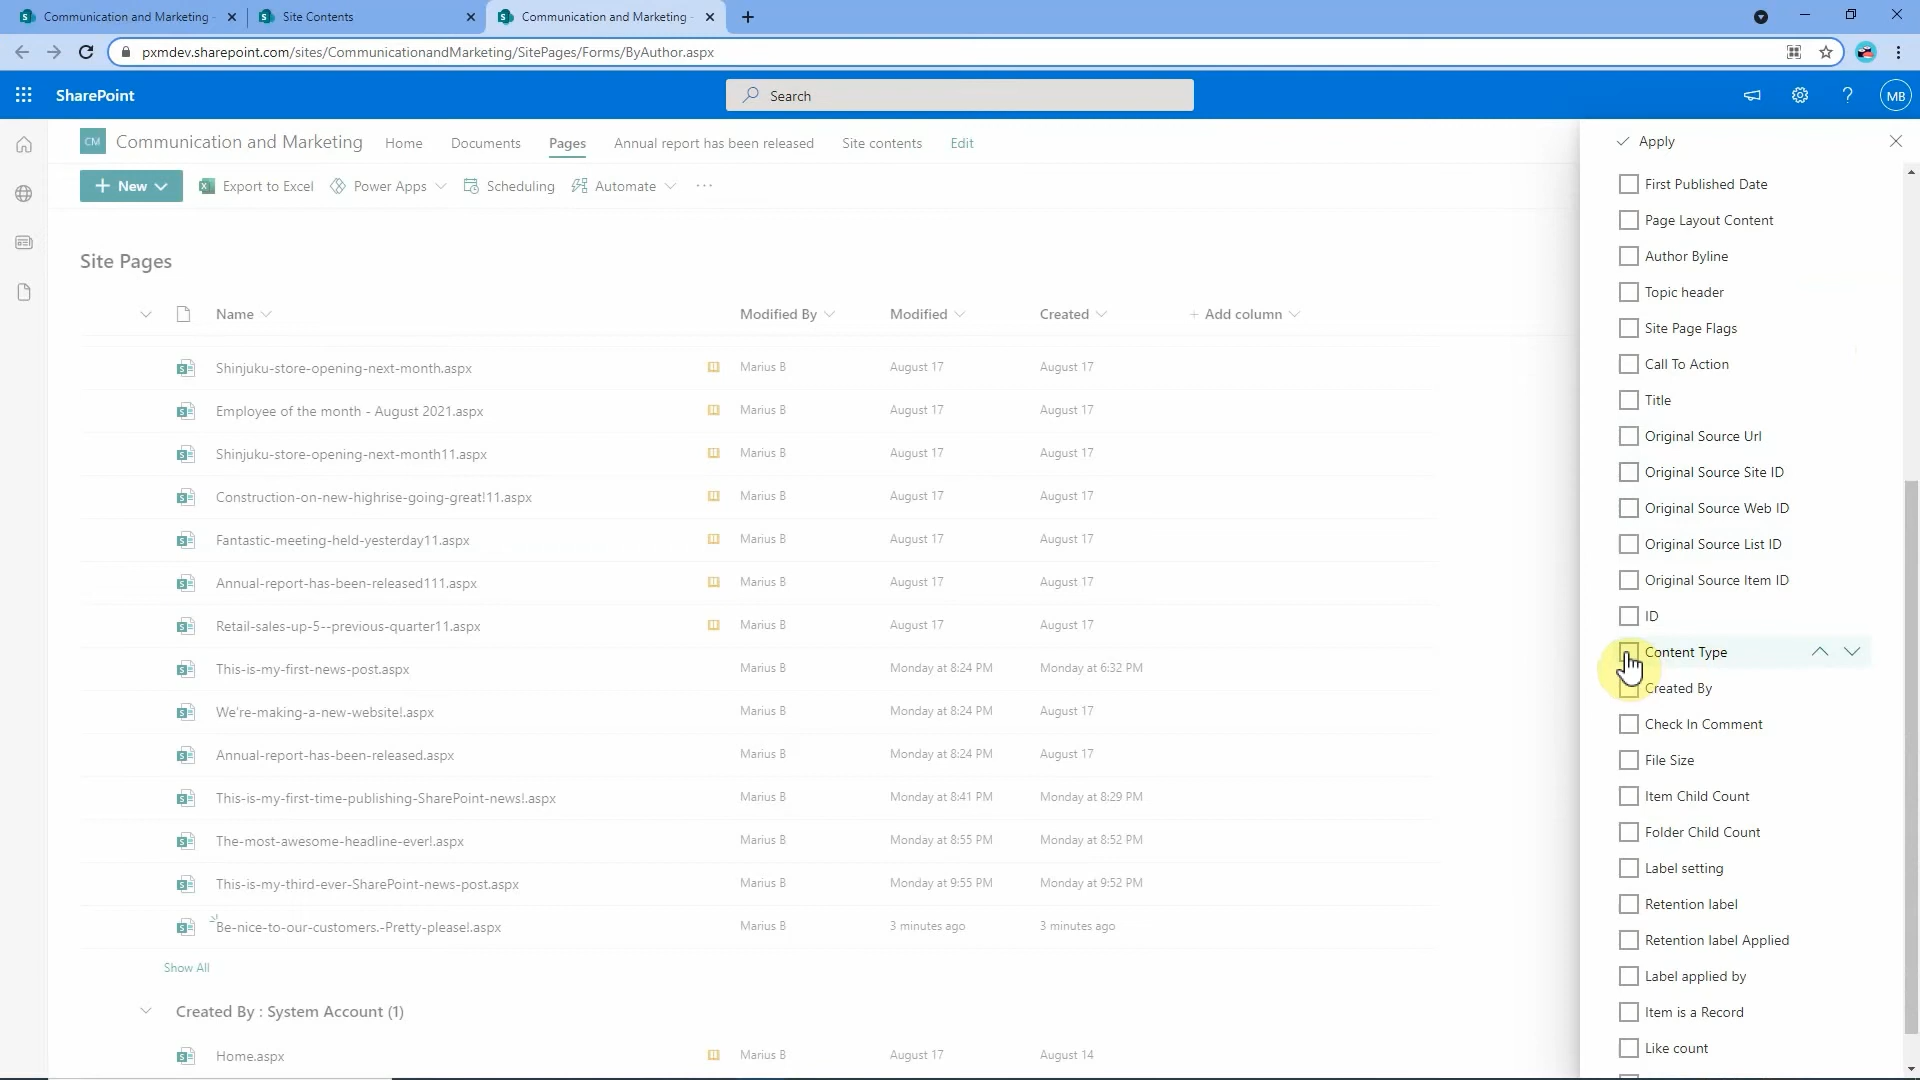 Communication and Marketing -
Site Contents
Communication and Marketing -
pxmdev.sharepoint.com/sites/CommunicationandMarketing/SitePages/Forms/ByAuthor.aspx
SharePoint
Search
?
MB
CM
Communication and Marketing
Home
Documents
Pages
Annual report has been released
Site contents
Edit
+ New
Export to Excel
Power Apps
Scheduling
Automate
...
Site Pages
Name
Modified By
Modified
Created
+ Add column
Shinjuku-store-opening-next-month.aspx Marius B August 17 August 17
Employee of the month - August 2021.aspx Marius B August 17 August 17
Shinjuku-store-opening-next-month11.aspx Marius B August 17 August 17
Construction-on-new-highrise-going-great!11.aspx Marius B August 17 August 17
Fantastic-meeting-held-yesterday11.aspx Marius B August 17 August 17
Annual-report-has-been-released111.aspx Marius B August 17 August 17
Retail-sales-up-5--previous-quarter11.aspx Marius B August 17 August 17
This-is-my-first-news-post.aspx Marius B Monday at 8:24 PM Monday at 6:32 PM
We're-making-a-new-website!.aspx Marius B Monday at 8:24 PM August 17
Annual-report-has-been-released.aspx Marius B Monday at 8:24 PM August 17
This-is-my-first-time-publishing-SharePoint-news!.aspx Marius B Monday at 8:41 PM Monday at 8:29 PM
The-most-awesome-headline-ever!.aspx Marius B Monday at 8:55 PM Monday at 8:52 PM
This-is-my-third-ever-SharePoint-news-post.aspx Marius B Monday at 9:55 PM Monday at 9:52 PM
Be-nice-to-our-customers.-Pretty-please!.aspx Marius B 3 minutes ago 3 minutes ago
Show All
Created By : System Account (1)
Home.aspx Marius B August 17 August 14
Apply
First Published Date
Page Layout Content
Author Byline
Topic header
Site Page Flags
Call To Action
Title
Original Source Url
Original Source Site ID
Original Source Web ID
Original Source List ID
Original Source Item ID
ID
Content Type
Created By
Check In Comment
File Size
Item Child Count
Folder Child Count
Label setting
Retention label
Retention label Applied
Label applied by
Item is a Record
Like count